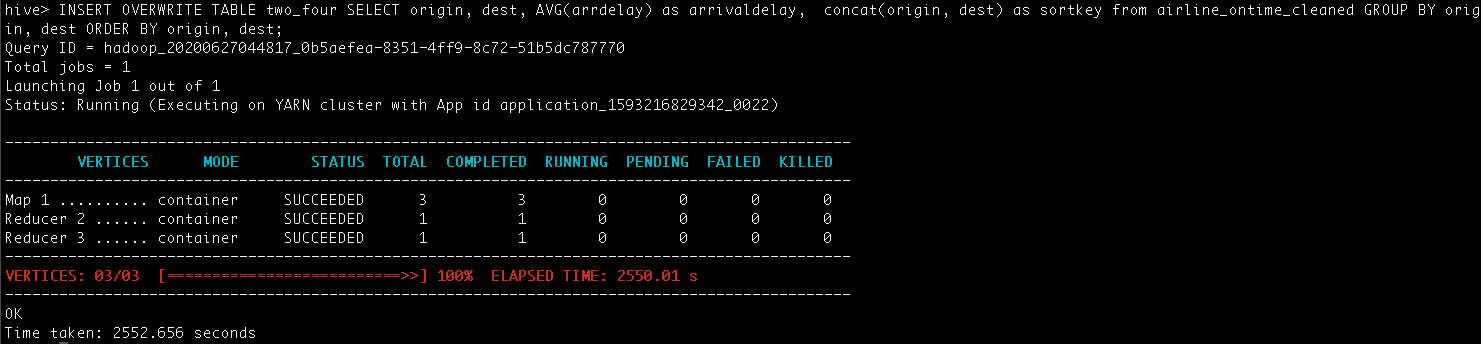 hive> INSERT OVERWRITE TABLE two_four SELECT origin, dest, AVG(arrdelay) as arrivaldelay,  concat(origin, dest) as sortkey from airline_ontime_cleaned GROUP BY orig
in, dest ORDER BY origin, dest;
Query ID = hadoop_20200627044817_0b5aefea-8351-4ff9-8c72-51b5dc787770
Total jobs = 1
Launching Job 1 out of 1
Status: Running (Executing on YARN cluster with App id application_1593216829342_0022)
----------------------------------------------------------------------------------------------
        VERTICES      MODE        STATUS  TOTAL  COMPLETED  RUNNING  PENDING  FAILED  KILLED
----------------------------------------------------------------------------------------------
Map 1 .......... container     SUCCEEDED      3          3        0        0       0       0
Reducer 2 ...... container     SUCCEEDED      1          1        0        0       0       0
Reducer 3 ...... container     SUCCEEDED      1          1        0        0       0       0
----------------------------------------------------------------------------------------------
VERTICES: 03/03  [==========================>>] 100%  ELAPSED TIME: 2550.01 s
----------------------------------------------------------------------------------------------
OK
Time taken: 2552.656 seconds